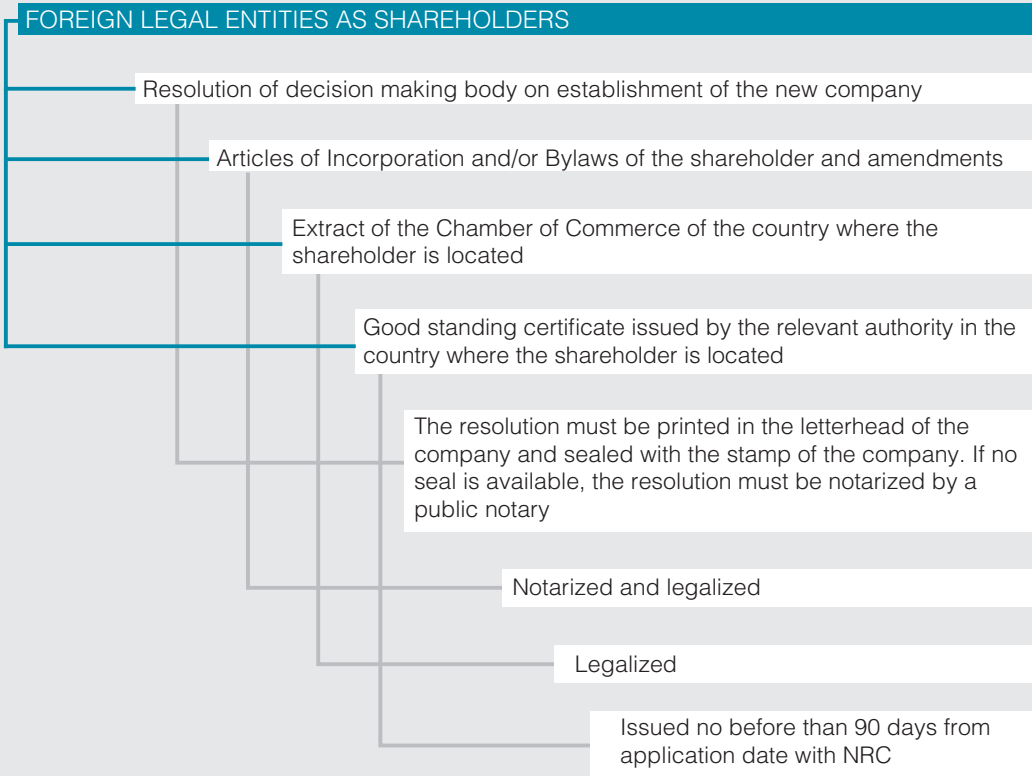 FOREIGN LEGAL ENTITIES AS SHAREHOLDERS
Resolution of decision making body on establishment of the new company
Articles of Incorporation and/or Bylaws of the shareholder and amendments
Extract of the Chamber of Commerce of the country where the
shareholder is located
Good standing certificate issued by the relevant authority in the
country where the shareholder is located
The resolution must be printed in the letterhead of the
company and sealed with the stamp of the company. If no
seal is available, the resolution must be notarized by a
public notary
Notarized and legalized
Legalized
Issued no before than 90 days from
application date with NRC